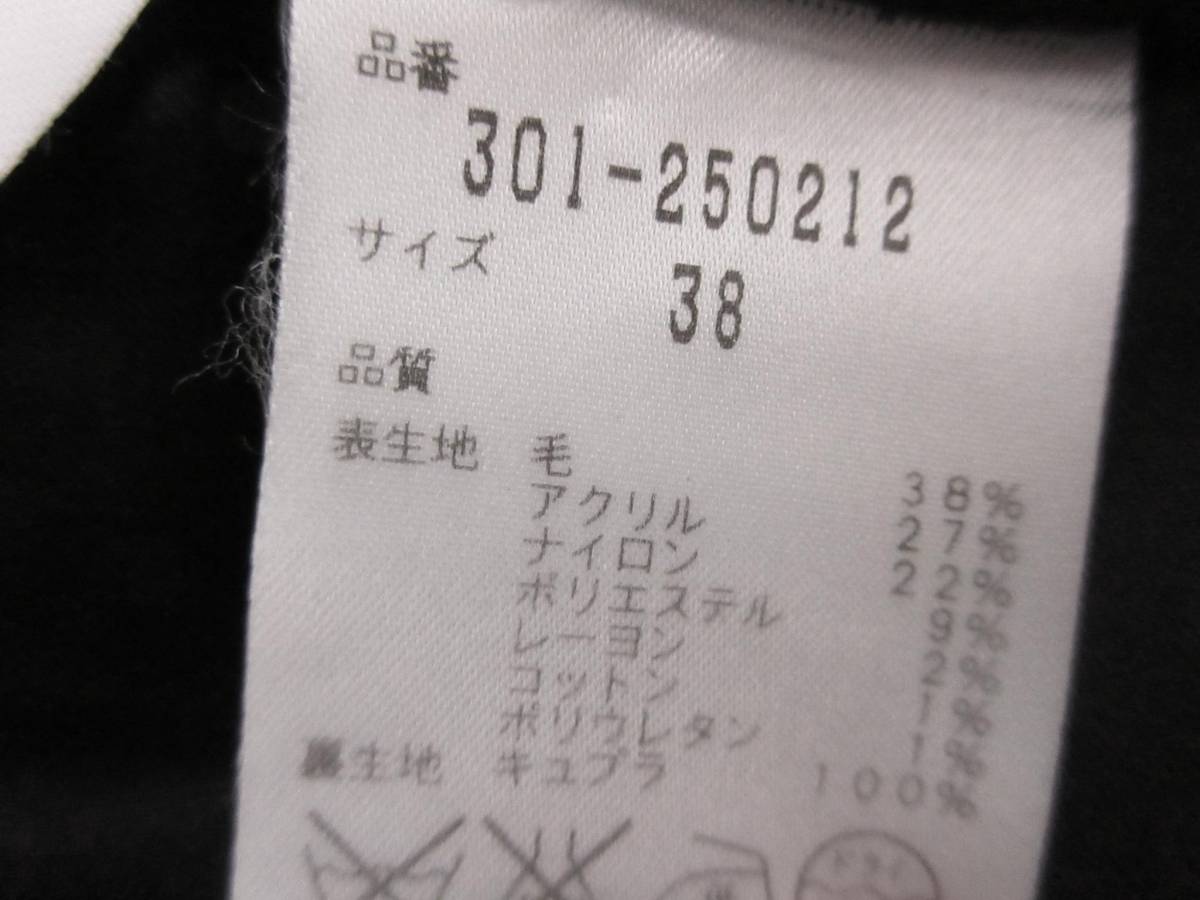 品番
301-250212
サイズ 38
品質
表生地 毛 38%
アクリル 27%
ナイロン 22%
ポリエステル 9%
レーヨン 2%
コットン 1%
ポリウレタン 1%
裏生地 キュプラ 100%
ドライ